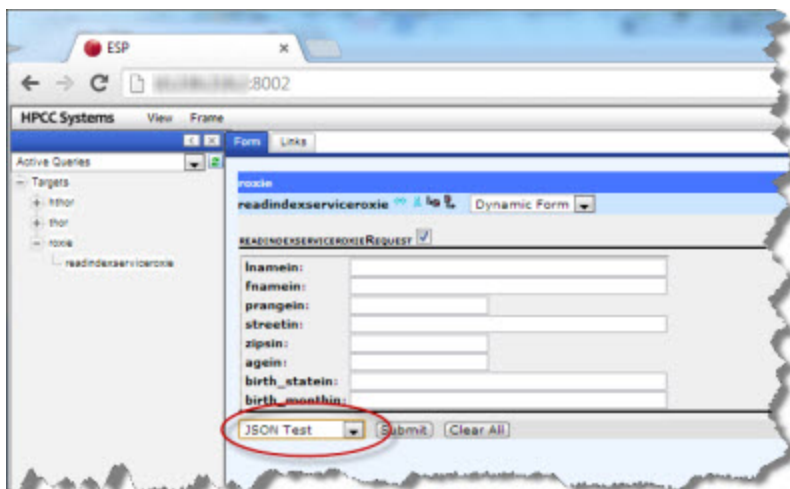 ESP
:8002
HPCC Systems View Frame
Form Links
Active Queries
Targets
hthor
thor
roxie
readindexserviceroxie
roxie
readindexserviceroxie Dynamic Form
readindexserviceroxieRequest
lnamein:
fnamein:
prangein:
streetin:
zipsin:
agein:
birth_statein:
birth_monthin:
JSON Test Submit Clear All